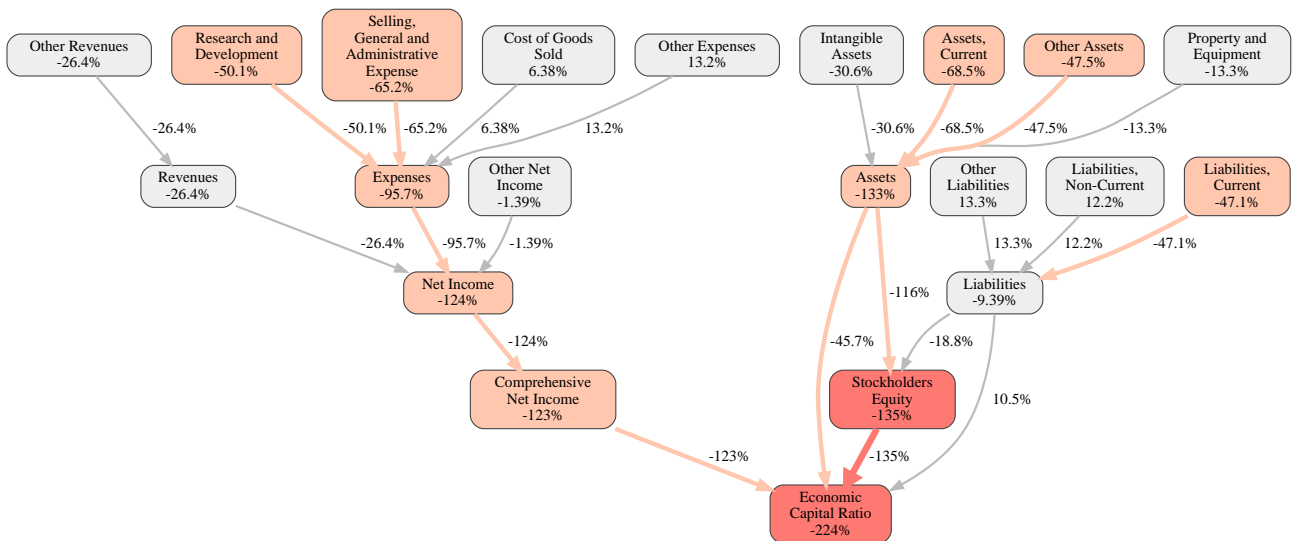 Other Revenues
-26.4%
Research and
Development
-50.1%
Selling,
General and
Administrative
Expense
-65.2%
Cost of Goods
Sold
6.38%
Other Expenses
13.2%
Intangible
Assets
-30.6%
Assets,
Current
-68.5%
Other Assets
-47.5%
Property and
Equipment
-13.3%
-26.4%
-50.1%
-65.2%
6.38%
13.2%
-30.6%
-68.5%
-47.5%
-13.3%
Revenues
-26.4%
Expenses
-95.7%
Other Net
Income
-1.39%
Assets
-133%
Other
Liabilities
13.3%
Liabilities,
Non-Current
12.2%
Liabilities,
Current
-47.1%
-26.4%
-95.7%
-1.39%
13.3%
12.2%
-47.1%
Net Income
-124%
-116%
Liabilities
-9.39%
-124%
-45.7%
-18.8%
Comprehensive
Net Income
-123%
Stockholders
Equity
-135%
10.5%
-123%
-135%
Economic
Capital Ratio
-224%